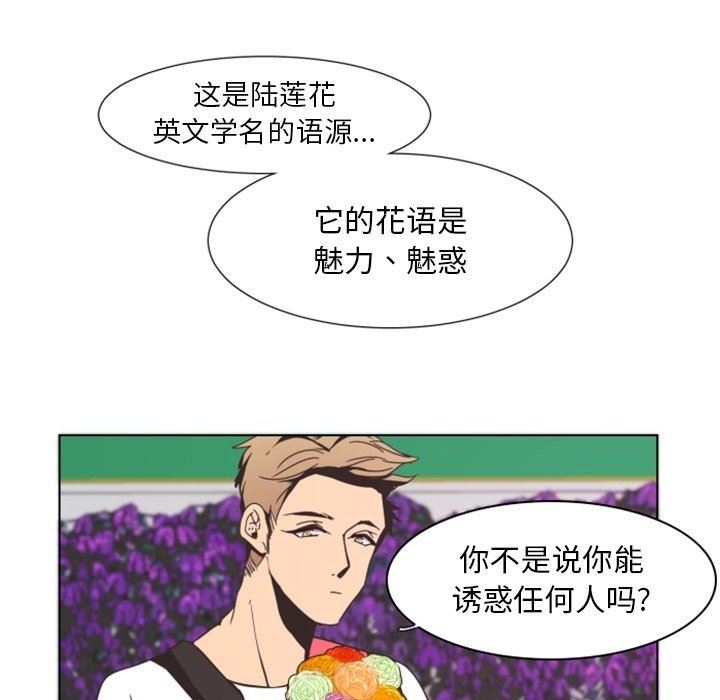 这是陆莲花
英文学名的语源...
它的花语是
魅力、魅惑
你不是说你能
诱惑任何人吗?